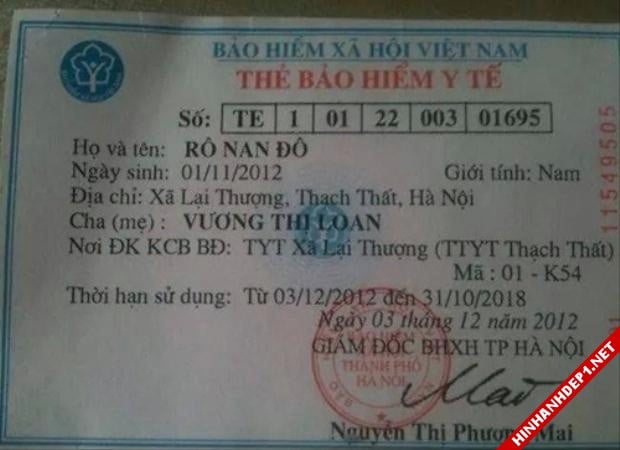 BẢO HIỂM XÃ HỘI VIỆT NAM
THẺ BẢO HIỂM Y TẾ
Số: TE 1 01 22 003 01695
Họ và tên: RÔ NAN ĐÔ
Ngày sinh: 01/11/2012 Giới tính: Nam
Địa chỉ: Xã Lại Thượng, Thạch Thất, Hà Nội
Cha (mẹ) : VƯƠNG THỊ LOAN
Nơi ĐK KCB BĐ: TYT Xã Lại Thượng (TTYT Thạch Thất)
Mã : 01 - K54
Thời hạn sử dụng: Từ 03/12/2012 đến 31/10/2018
Ngày 03 tháng 12 năm 2012
GIÁM ĐỐC BHXH TP HÀ NỘI
BẢO HIỂM
THÀNH PHỐ
HÀ NỘI
Nguyễn Thị Phương Mai
11549505
HINHANHDEP1.NET